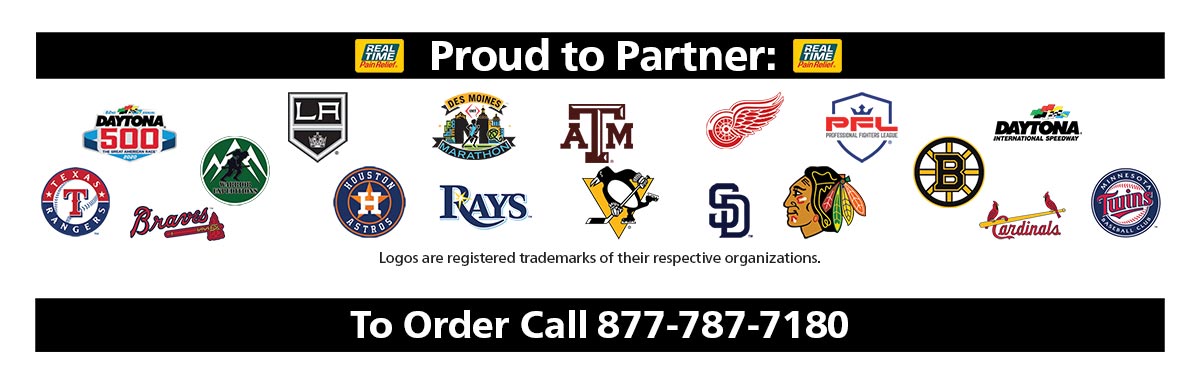 REAL
TIME
Pain Relief.
Proud to Partner:
REAL
TIME
Pain Relief.
DAYTONA
500
THE GREAT AMERICAN RACE
2020
WARRIOR
EXPEDITIONS
LA
DES MOINES
M
MARATHON
ATM
PFL
PROFESSIONAL FIGHTERS LEAGUE
B
DAYTONA
INTERNATIONAL SPEEDWAY
TEXAS
T
RANGERS
Braves
HOUSTON
H
ASTROS
RAYS
SD
Cardinals
MINNESOTA
Twins
BASEBALL CLUB
Logos are registered trademarks of their respective organizations.
To Order Call 877-787-7180